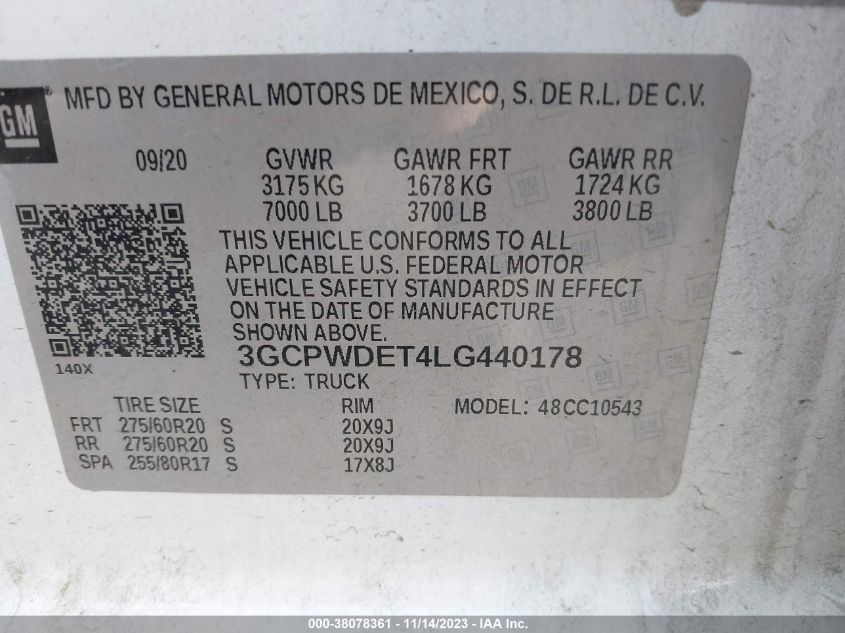 GM
MFD BY GENERAL MOTORS DE MEXICO, S. DE R.L. DE C.V.
09/20 GVWR GAWR FRT GAWR RR
3175 KG 1678 KG 1724 KG
7000 LB 3700 LB 3800 LB
THIS VEHICLE CONFORMS TO ALL
APPLICABLE U.S. FEDERAL MOTOR
VEHICLE SAFETY STANDARDS IN EFFECT
ON THE DATE OF MANUFACTURE
SHOWN ABOVE.
3GCPWDET4LG440178
140X
TYPE: TRUCK
TIRE SIZE RIM MODEL: 48CC10543
FRT 275/60R20 S 20X9J
RR 275/60R20 S 20X9J
SPA 255/80R17 S 17X8J
000-38078361 - 11/14/2023 - IAA Inc.